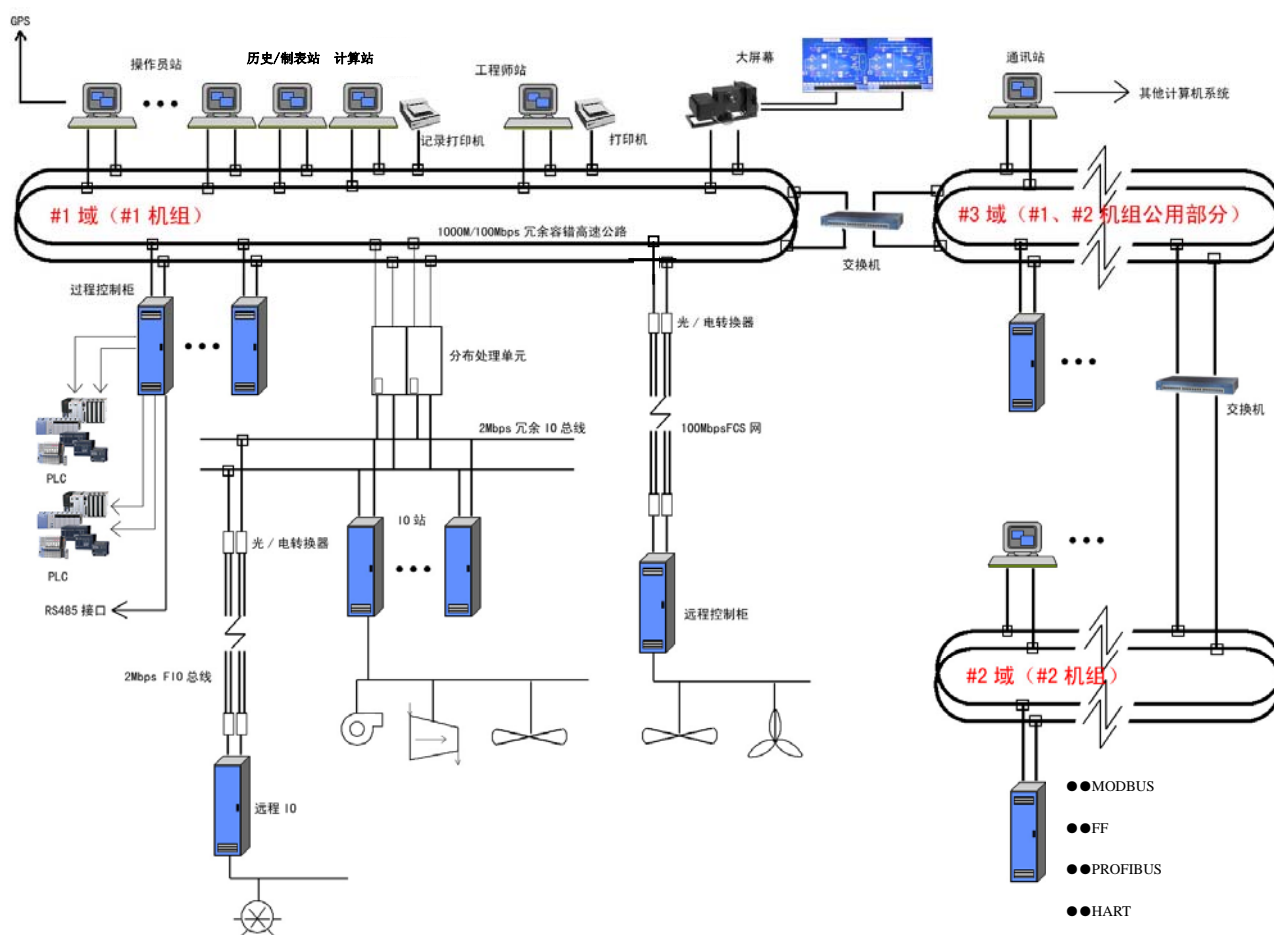 GPS
操作员站
历史/制表站 计算站
工程师站
大屏幕
通讯站
其他计算机系统
记录打印机
打印机
#1 域（#1 机组）
#3 域（#1、#2 机组公用部分）
1000M/100Mbps 冗余容错高速公路
交换机
过程控制柜
光/电转换器
分布处理单元
交换机
2Mbps 冗余 IO 总线
100MbpsFCS 网
PLC
IO 站
光/电转换器
PLC
RS485 接口
远程控制柜
2Mbps FIO 总线
#2 域（#2 机组）
●●MODBUS
远程 IO
●●FF
●●PROFIBUS
●●HART